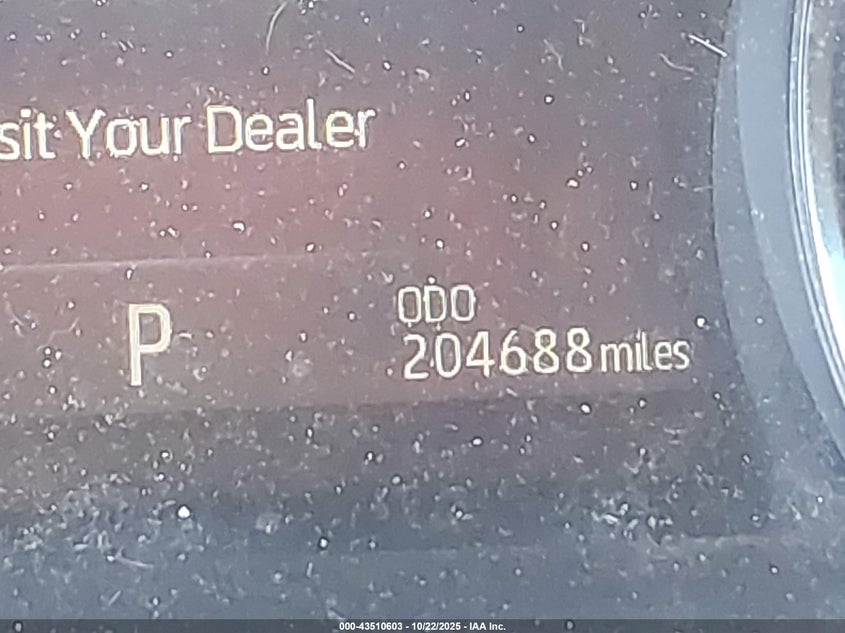 sit Your Dealer
P
ODO
204688 miles
000-43510603 - 10/22/2025 - IAA Inc.